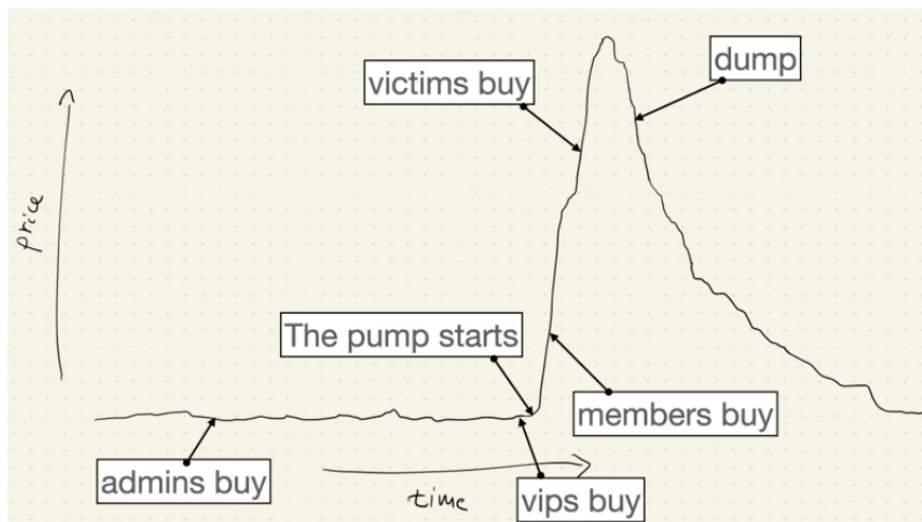 dump
victims buy
price
The pump starts
members buy
admins buy
time
vips buy